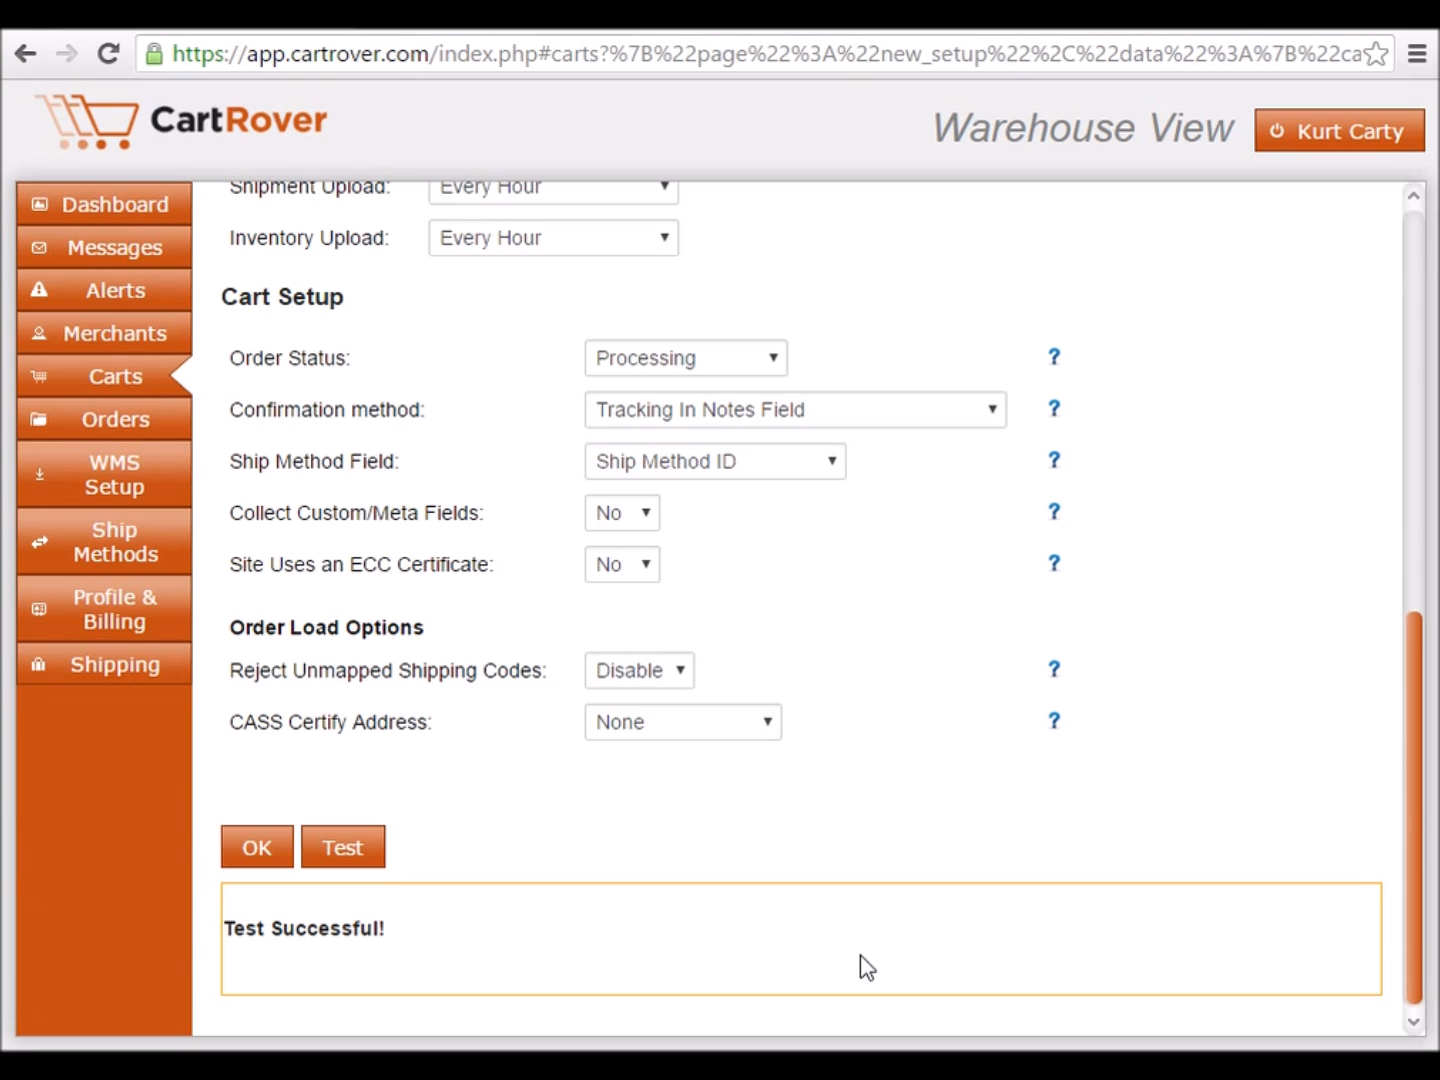 https://app.cartrover.com/index.php#carts?%7B%22page%22%3A%22new_setup%22%2C%22data%22%3A%7B%22ca
CartRover
Warehouse View
Kurt Carty
Dashboard
Messages
Alerts
Merchants
Carts
Orders
WMS
Setup
Ship
Methods
Profile &
Billing
Shipping
Shipment Upload: Every Hour
Inventory Upload: Every Hour
Cart Setup
Order Status: Processing ?
Confirmation method: Tracking In Notes Field ?
Ship Method Field: Ship Method ID ?
Collect Custom/Meta Fields: No ?
Site Uses an ECC Certificate: No ?
Order Load Options
Reject Unmapped Shipping Codes: Disable ?
CASS Certify Address: None ?
OK Test
Test Successful!